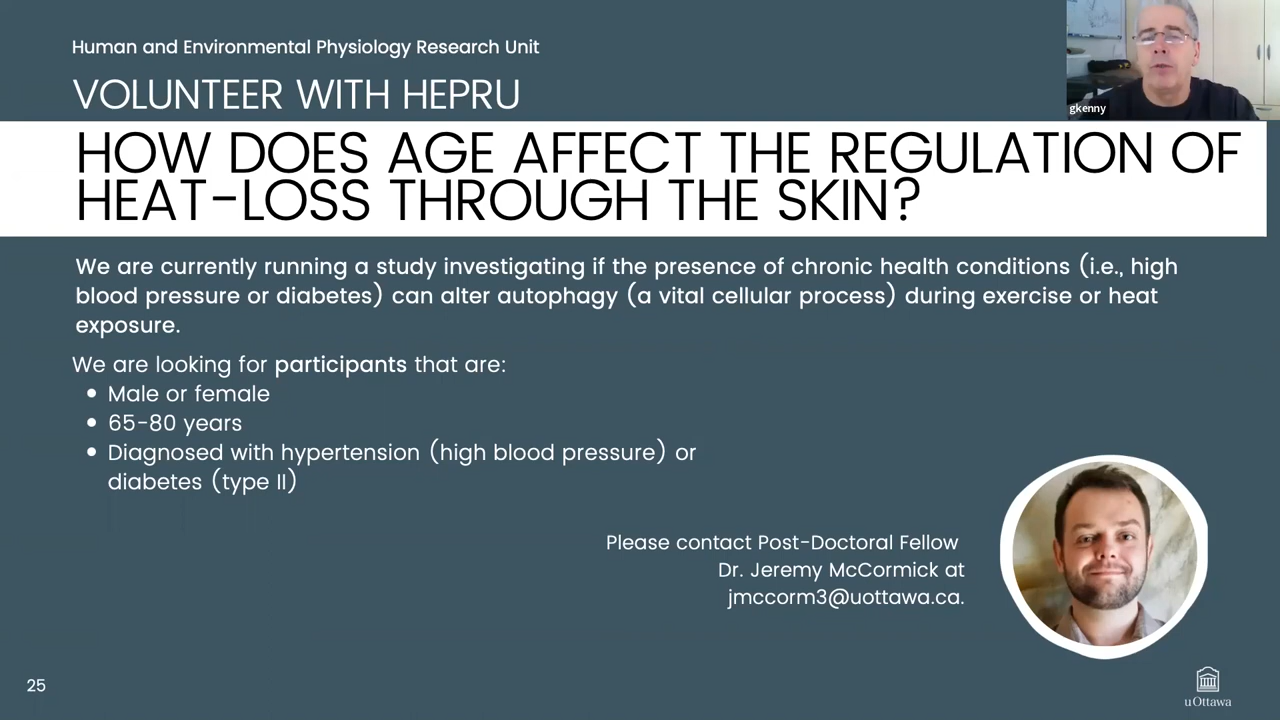 Human and Environmental Physiology Research Unit
VOLUNTEER WITH HEPRU
gkenny
HOW DOES AGE AFFECT THE REGULATION OF
HEAT-LOSS THROUGH THE SKIN?
We are currently running a study investigating if the presence of chronic health conditions (i.e., high
blood pressure or diabetes) can alter autophagy (a vital cellular process) during exercise or heat
exposure.
We are looking for participants that are:
• Male or female
• 65-80 years
• Diagnosed with hypertension (high blood pressure) or
diabetes (type II)
Please contact Post-Doctoral Fellow
Dr. Jeremy McCormick at
jmccorm3@uottawa.ca.
25
uOttawa